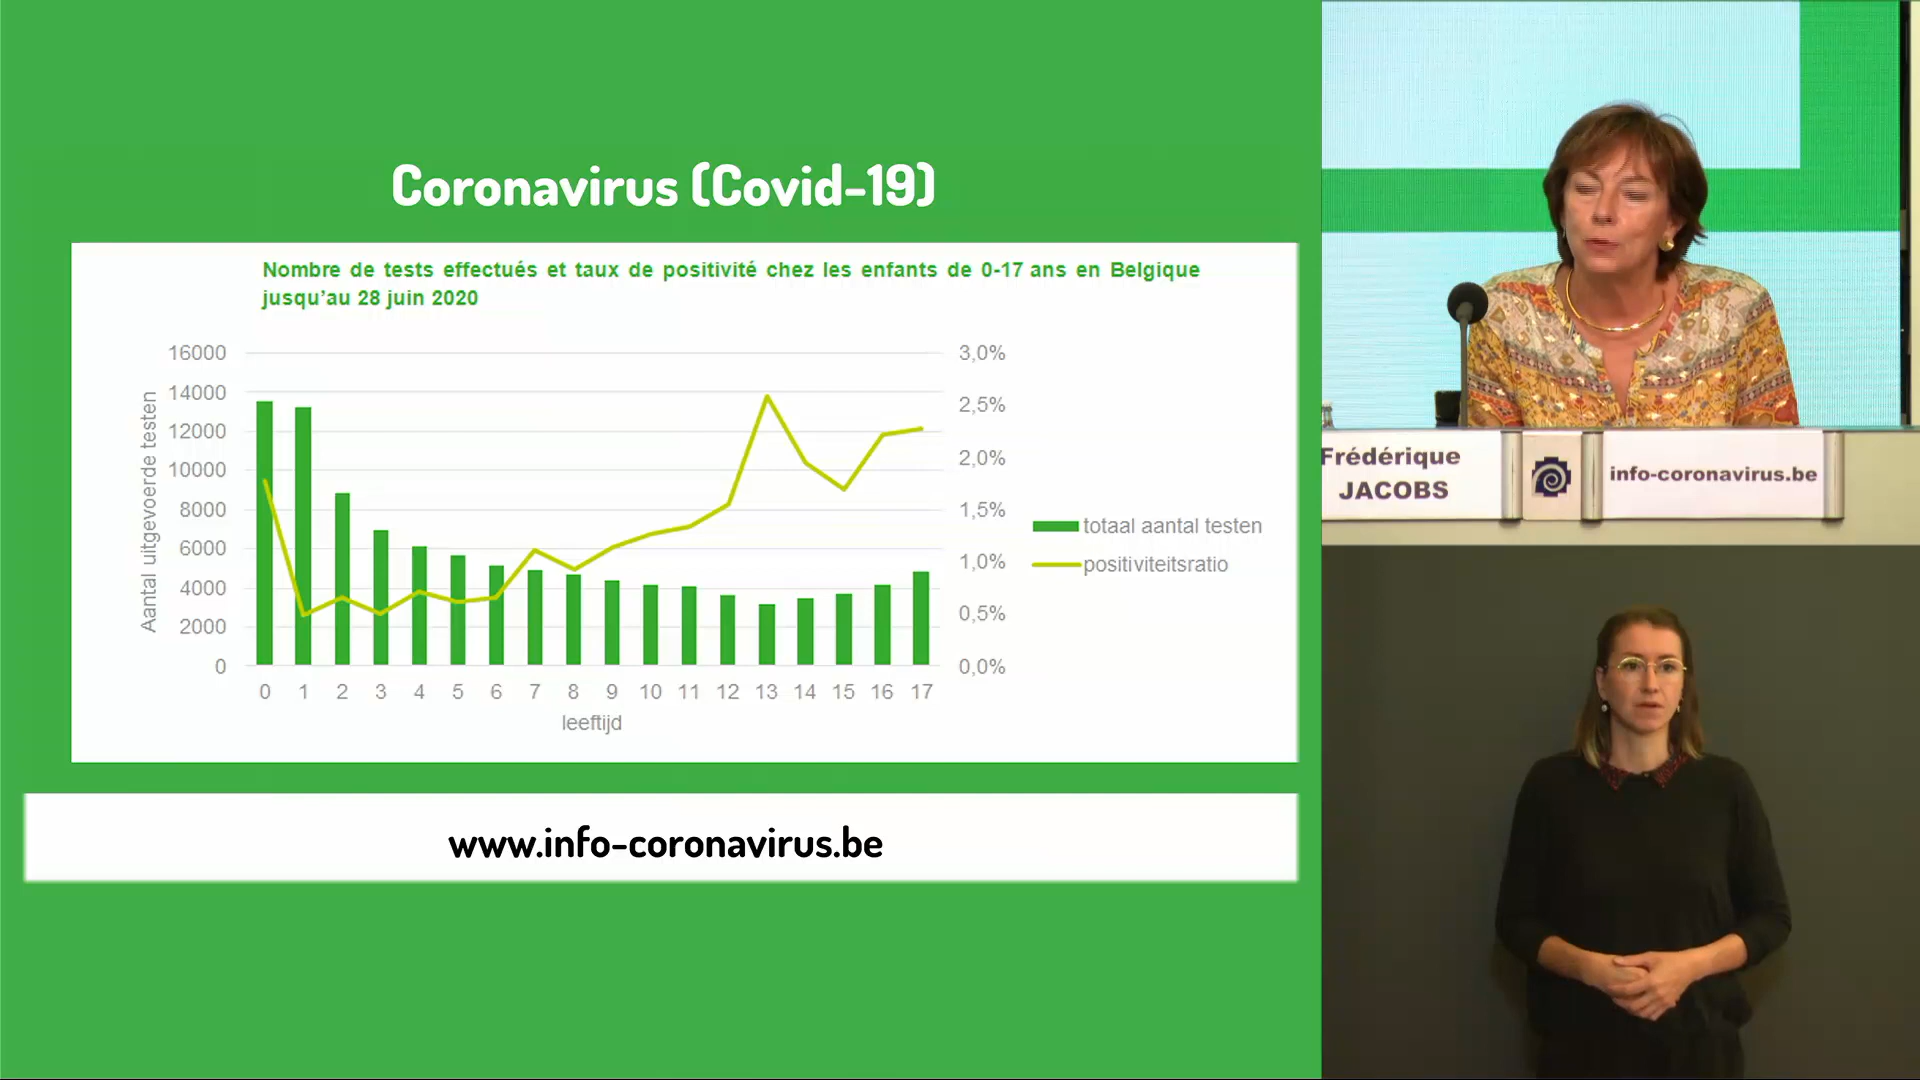 Coronavirus (Covid-19)
Nombre de tests effectués et taux de positivité chez les enfants de 0-17 ans en Belgique
jusqu'au 28 juin 2020
Aantal uitgevoerde testen
16000
14000
12000
10000
8000
6000
4000
2000
0
3,0%
2,5%
2,0%
1,5%
1,0%
0,5%
0,0%
0 1 2 3 4 5 6 7 8 9 10 11 12 13 14 15 16 17
leeftijd
totaal aantal testen
positiviteitsratio
www.info-coronavirus.be
Frédérique
JACOBS
info-coronavirus.be